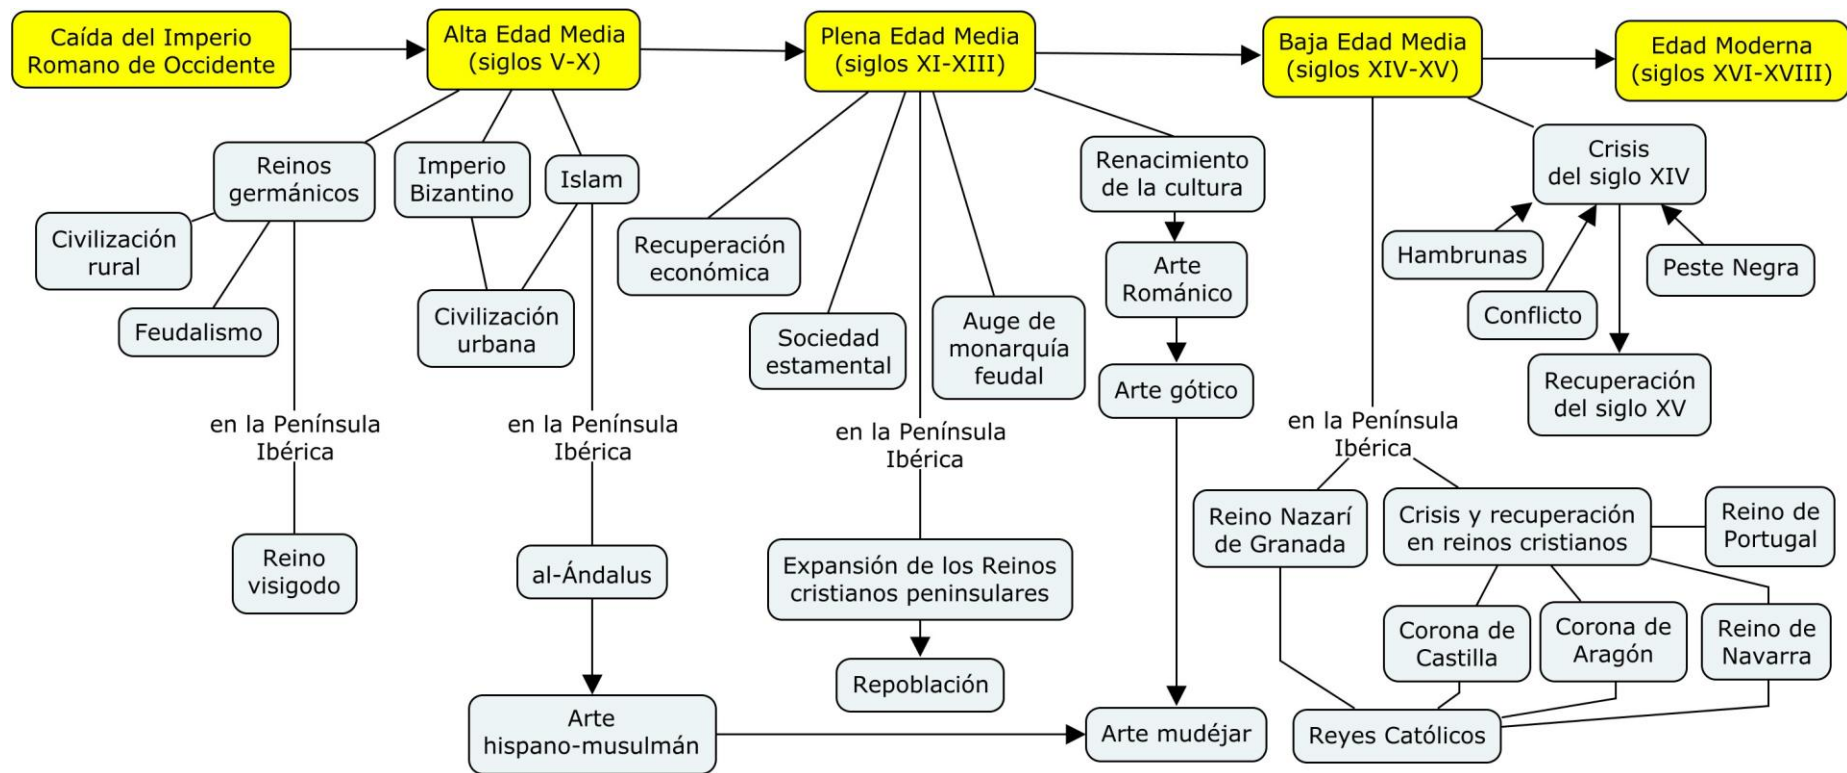 Caída del Imperio
Romano de Occidente
Alta Edad Media
(siglos V-X)
Plena Edad Media
(siglos XI-XIII)
Baja Edad Media
(siglos XIV-XV)
Edad Moderna
(siglos XVI-XVIII)
Reinos
germánicos
Imperio
Bizantino
Islam
Renacimiento
de la cultura
Crisis
del siglo XIV
Civilización
rural
Recuperación
económica
Arte
Románico
Hambrunas
Peste Negra
Feudalismo
Civilización
urbana
Sociedad
estamental
Auge de
monarquía
feudal
Conflicto
Arte gótico
Recuperación
del siglo XV
en la Península
Ibérica
en la Península
Ibérica
en la Península
Ibérica
en la Península
Ibérica
Reino Nazarí
de Granada
Crisis y recuperación
en reinos cristianos
Reino de
Portugal
Reino
visigodo
al-Ándalus
Expansión de los Reinos
cristianos peninsulares
Corona de
Castilla
Corona de
Aragón
Reino de
Navarra
Repoblación
Arte
hispano-musulmán
Arte mudéjar
Reyes Católicos